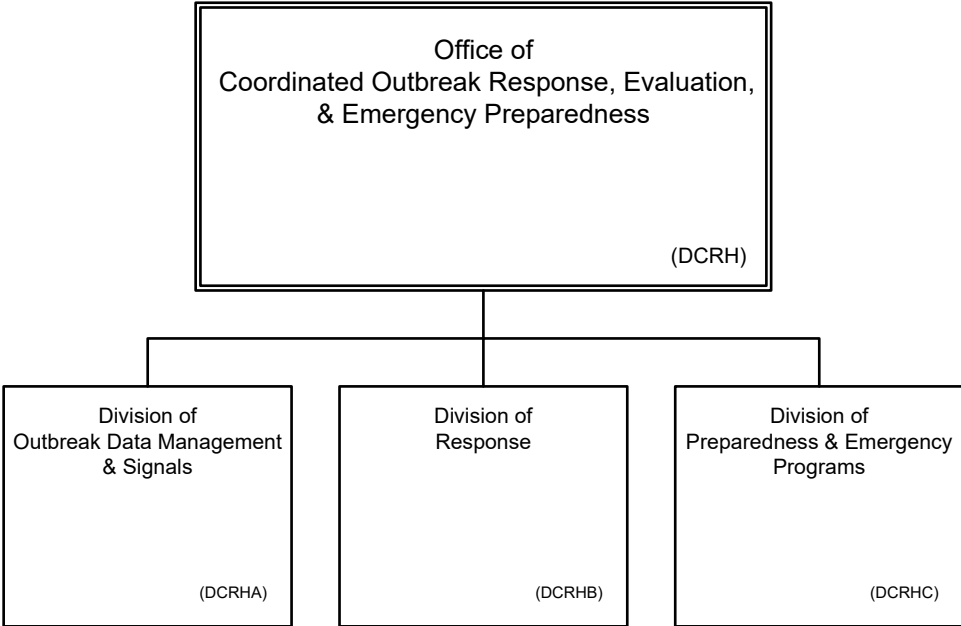 Office of
Coordinated Outbreak Response, Evaluation,
& Emergency Preparedness
(DCRH)
Division of
Outbreak Data Management
& Signals
(DCRHA)
Division of
Response
(DCRHB)
Division of
Preparedness & Emergency
Programs
(DCRHC)